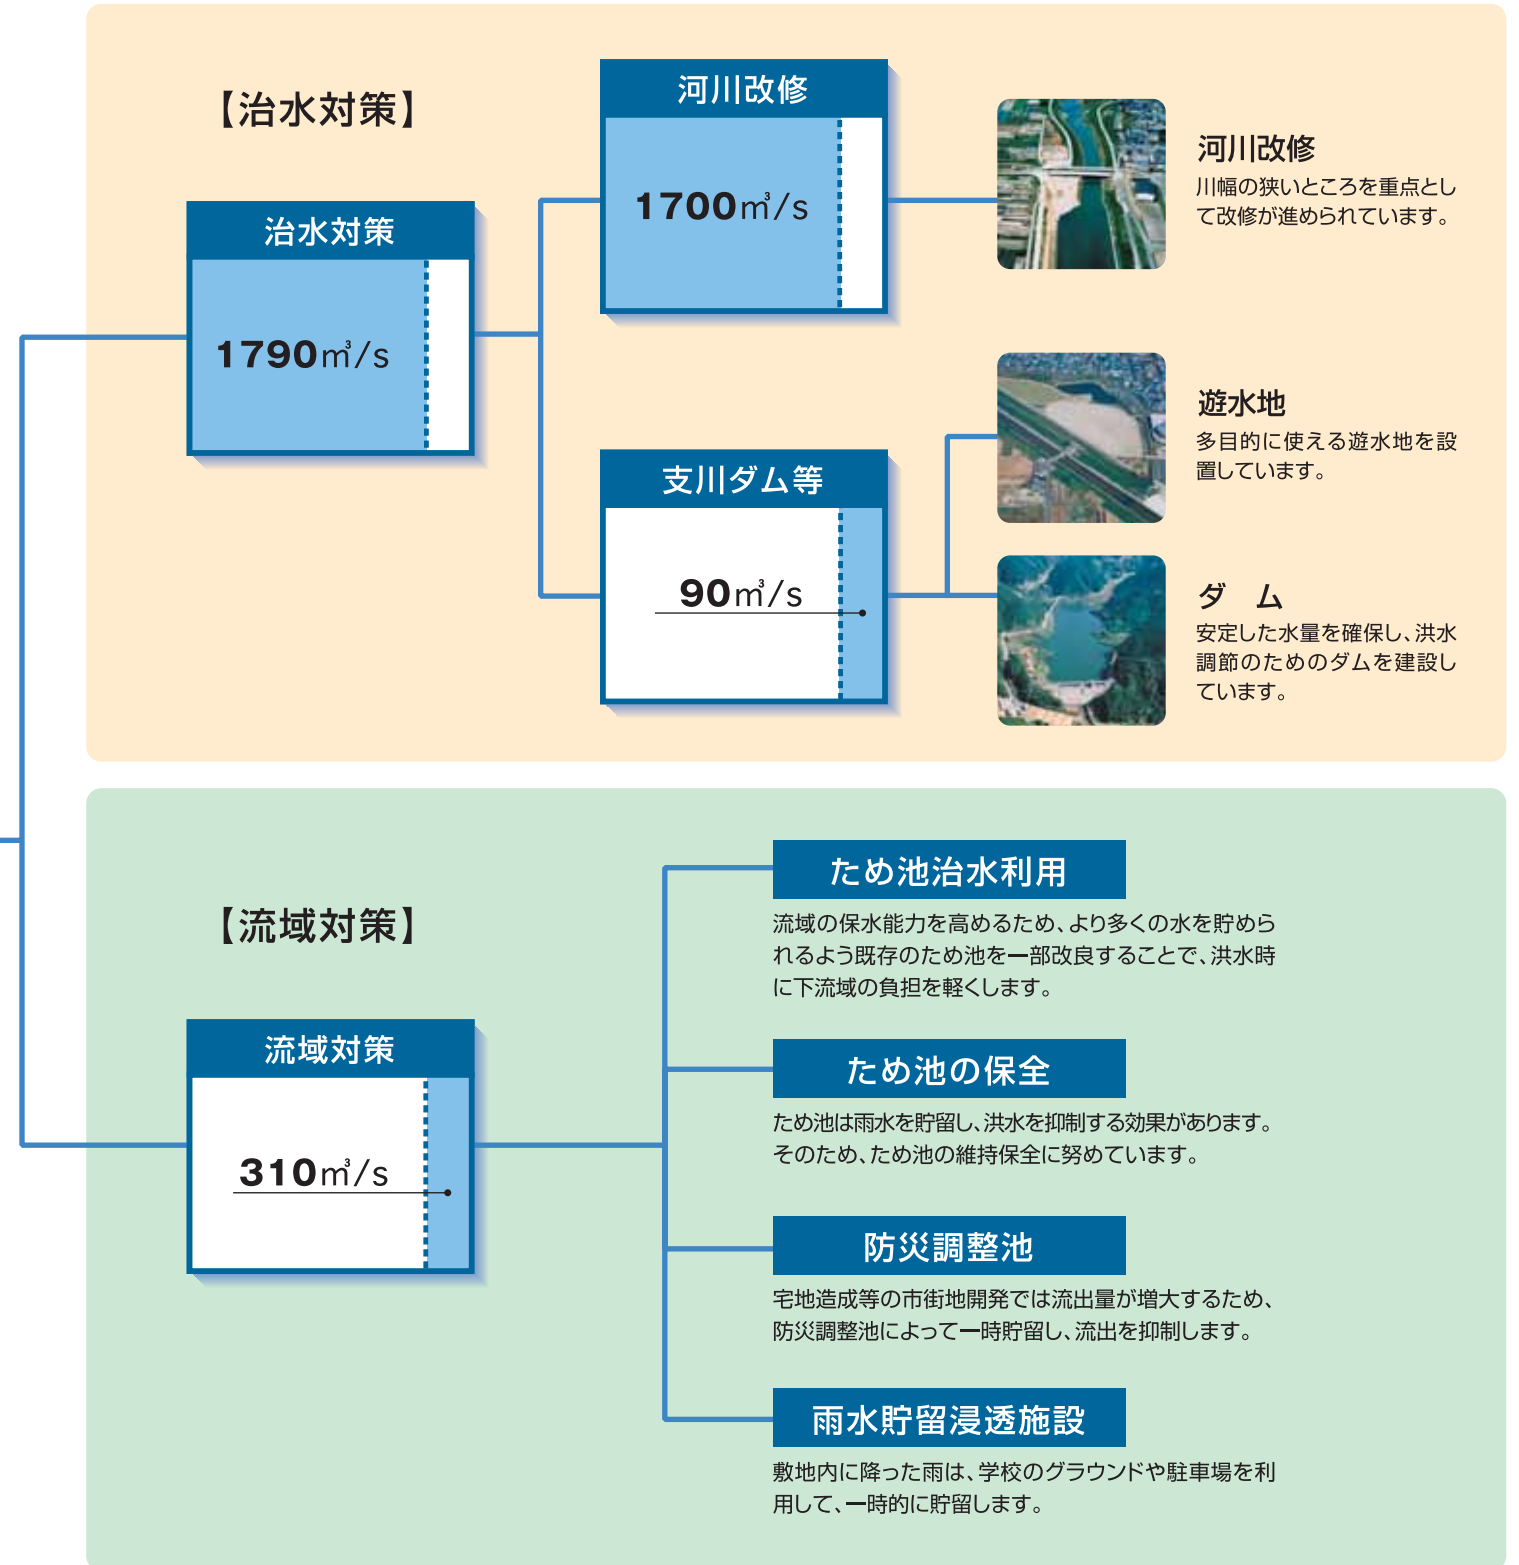 【治水対策】
治水対策
1790㎥/s
河川改修
1700㎥/s
河川改修
川幅の狭いところを重点とし
て改修が進められています。
支川ダム等
90㎥/s
遊水地
多目的に使える遊水地を設
置しています。
ダ　ム
安定した水量を確保し、洪水
調節のためのダムを建設し
ています。
【流域対策】
流域対策
310㎥/s
ため池治水利用
流域の保水能力を高めるため、より多くの水を貯めら
れるよう既存のため池を一部改良することで、洪水時
に下流域の負担を軽くします。
ため池の保全
ため池は雨水を貯留し、洪水を抑制する効果があります。
そのため、ため池の維持保全に努めています。
防災調整池
宅地造成等の市街地開発では流出量が増大するため、
防災調整池によって一時貯留し、流出を抑制します。
雨水貯留浸透施設
敷地内に降った雨は、学校のグラウンドや駐車場を利
用して、一時的に貯留します。